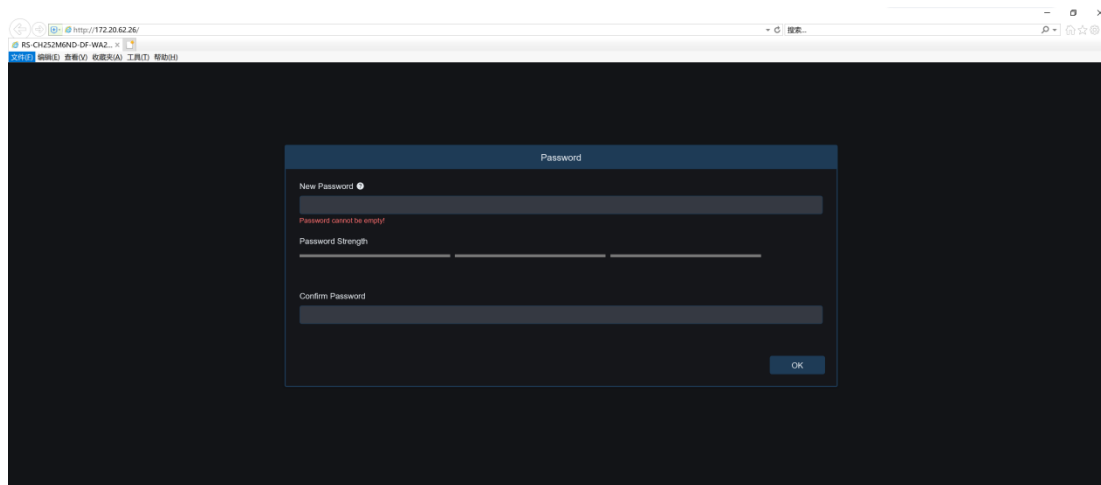 http://172.20.62.26/
搜索...
RS-CH252M6ND-DF-WA2...
文件(F) 编辑(E) 查看(V) 收藏夹(A) 工具(T) 帮助(H)
Password
New Password
Password cannot be empty!
Password Strength
Confirm Password
OK